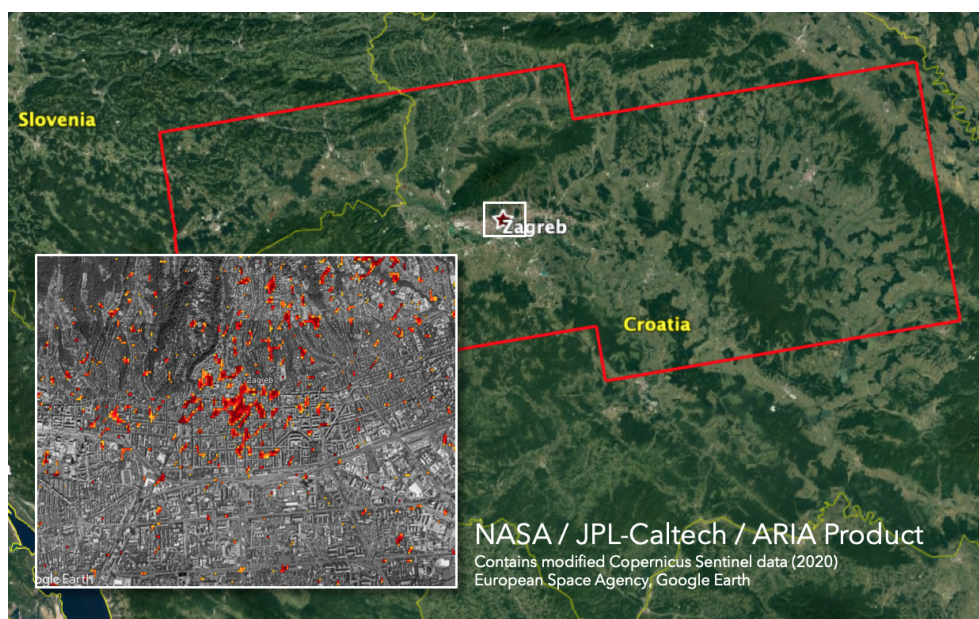 Slovenia
Zagreb
Croatia
Zagreb
ogle Earth
NASA / JPL-Caltech / ARIA Product
Contains modified Copernicus Sentinel data (2020)
European Space Agency, Google Earth